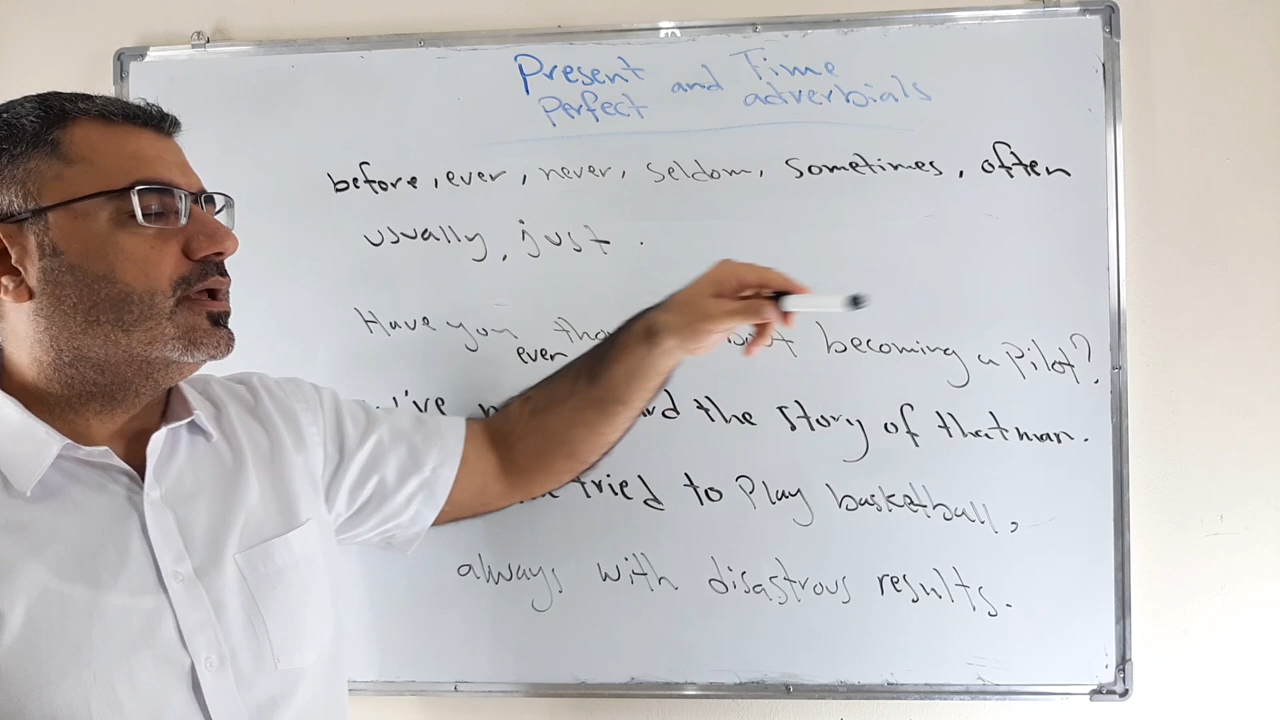 Present and Time
perfect adverbials
before, ever, never, seldom, sometimes, often
usually, just.
Have you becoming a Pilot?
ever
I've the story of that man.
tried to Play basketball,
always with disastrous results.